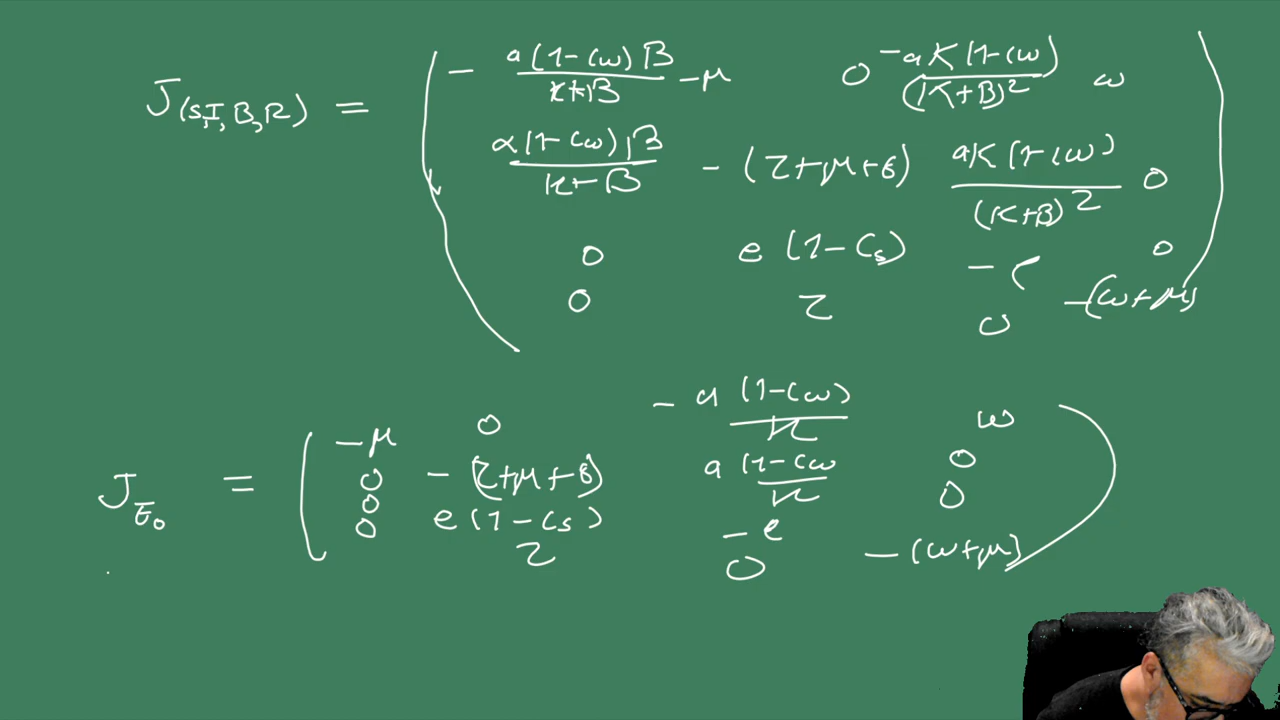 J(S,I,B,R) = ( - a(1-Cω)B/(K+B) - μ   0   -aK(1-Cω)/(K+B)²   ω
α(1-Cω)B/(K+B)   -(τ+μ+δ)   aK(1-Cω)/(K+B)²   0
0   e(1-Cs)   -e   0
0   τ   0   -(ω+μ) )
J_E₀ = ( -μ   0   -a(1-Cω)/K   ω
0   -(τ+μ+δ)   a(1-Cω/K   0
0   e(1-Cs)   -e   0
0   τ   0   -(ω+μ) )